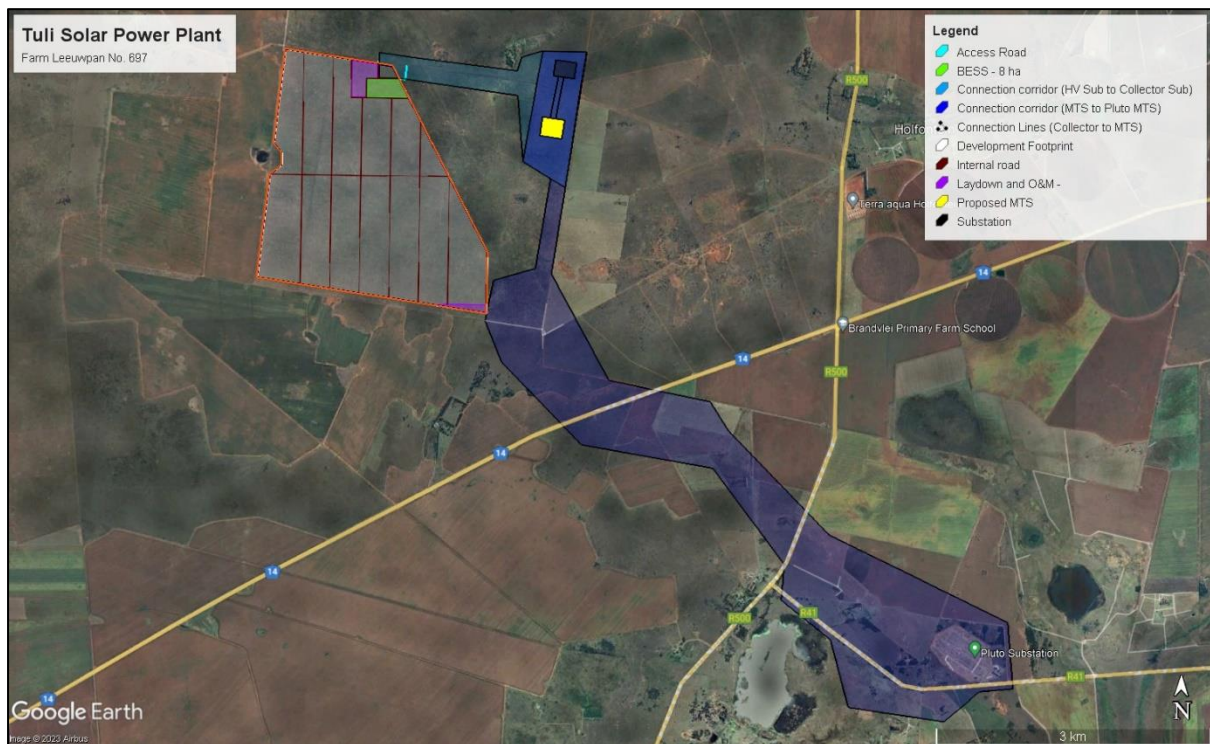 Tuli Solar Power Plant
Farm Leeuwpan No. 697
Legend
Access Road
BESS - 8 ha
Connection corridor (HV Sub to Collector Sub)
Connection corridor (MTS to Pluto MTS)
Connection Lines (Collector to MTS)
Development Footprint
Internal road
Laydown and O&M -
Proposed MTS
Substation
R500
14
Brandvlei Primary Farm School
14
R500
14
14
R500
R41
Pluto Substation
R41
14
Google Earth
Image © 2023 Airbus
N
3 km